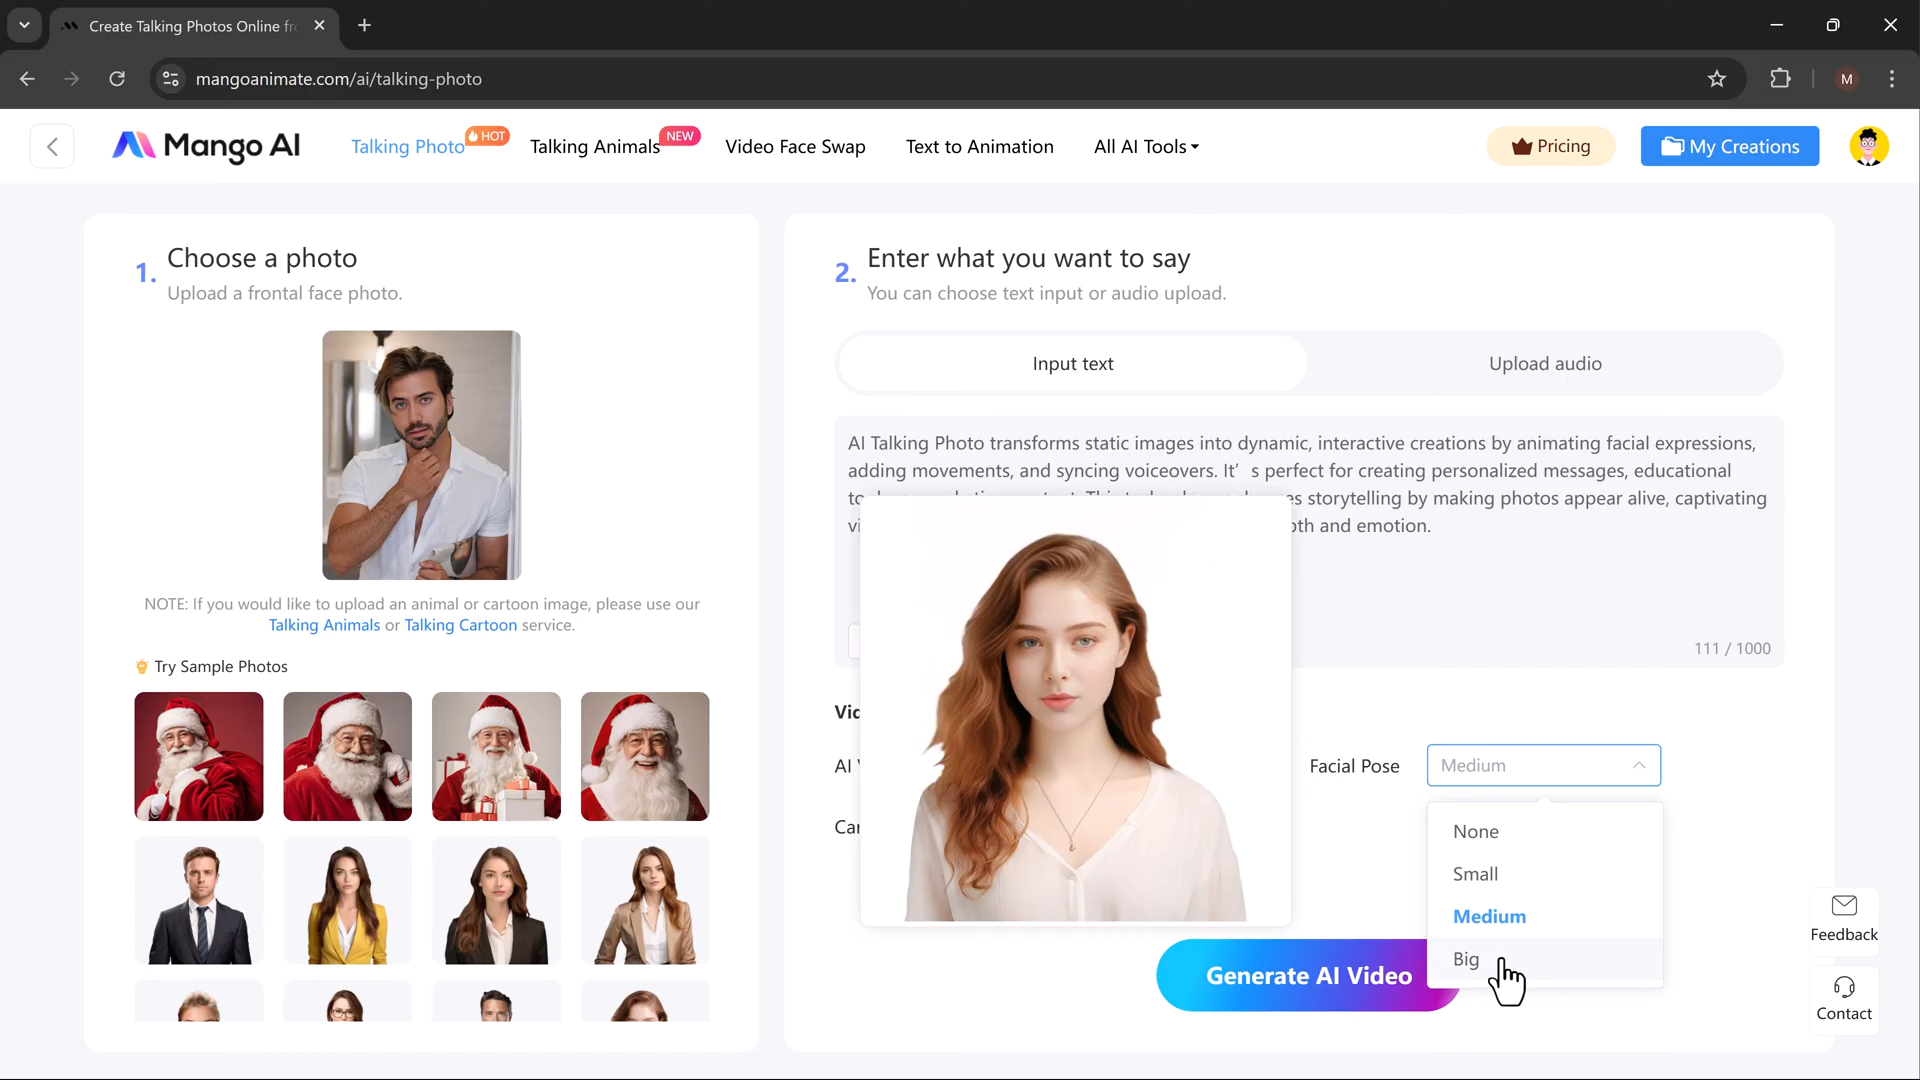 Create Talking Photos Online fr
mangoanimate.com/ai/talking-photo
M
Mango AI
Talking Photo
HOT
Talking Animals
NEW
Video Face Swap
Text to Animation
All AI Tools
Pricing
My Creations
1. Choose a photo
Upload a frontal face photo.
NOTE: If you would like to upload an animal or cartoon image, please use our
Talking Animals or Talking Cartoon service.
Try Sample Photos
2. Enter what you want to say
You can choose text input or audio upload.
Input text
Upload audio
AI Talking Photo transforms static images into dynamic, interactive creations by animating facial expressions,
adding movements, and syncing voiceovers. It’ s perfect for creating personalized messages, educational
storytelling by making photos appear alive, captivating
and emotion.
111 / 1000
AI
Facial Pose
Medium
None
Small
Medium
Big
Generate AI Video
Feedback
Contact